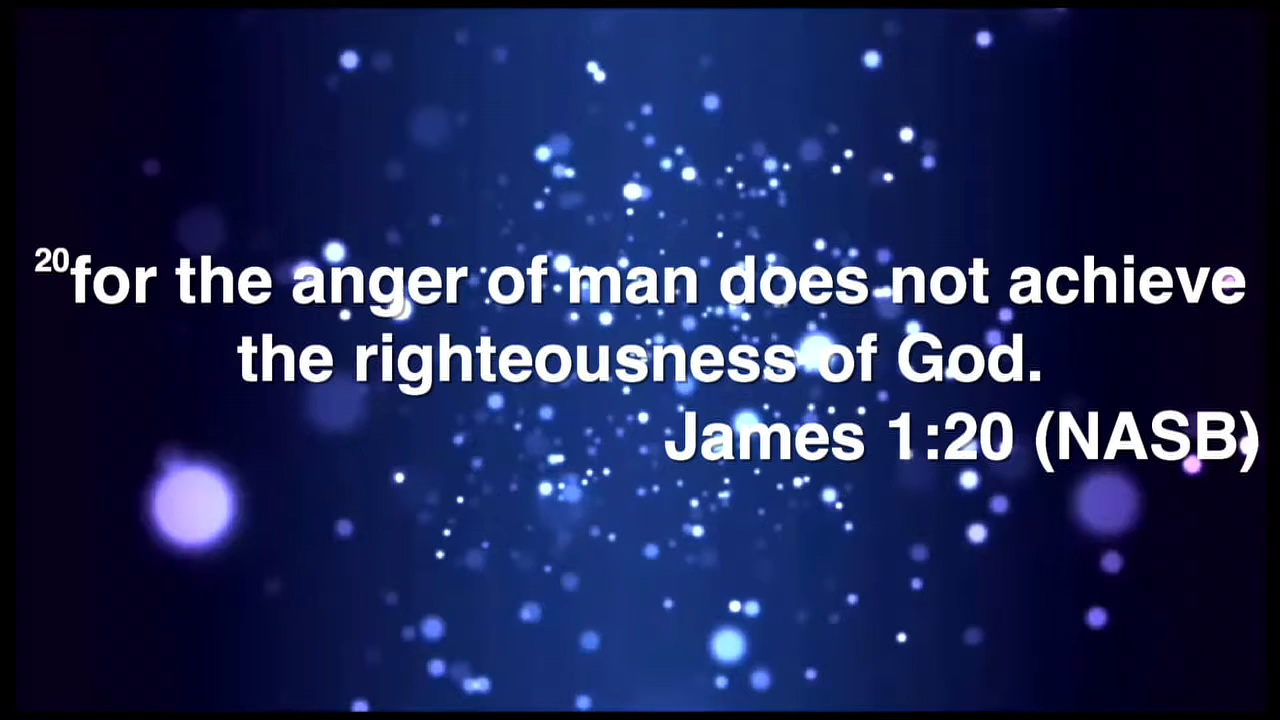 20for the anger of man does not achieve
the righteousness of God.
James 1:20 (NASB)